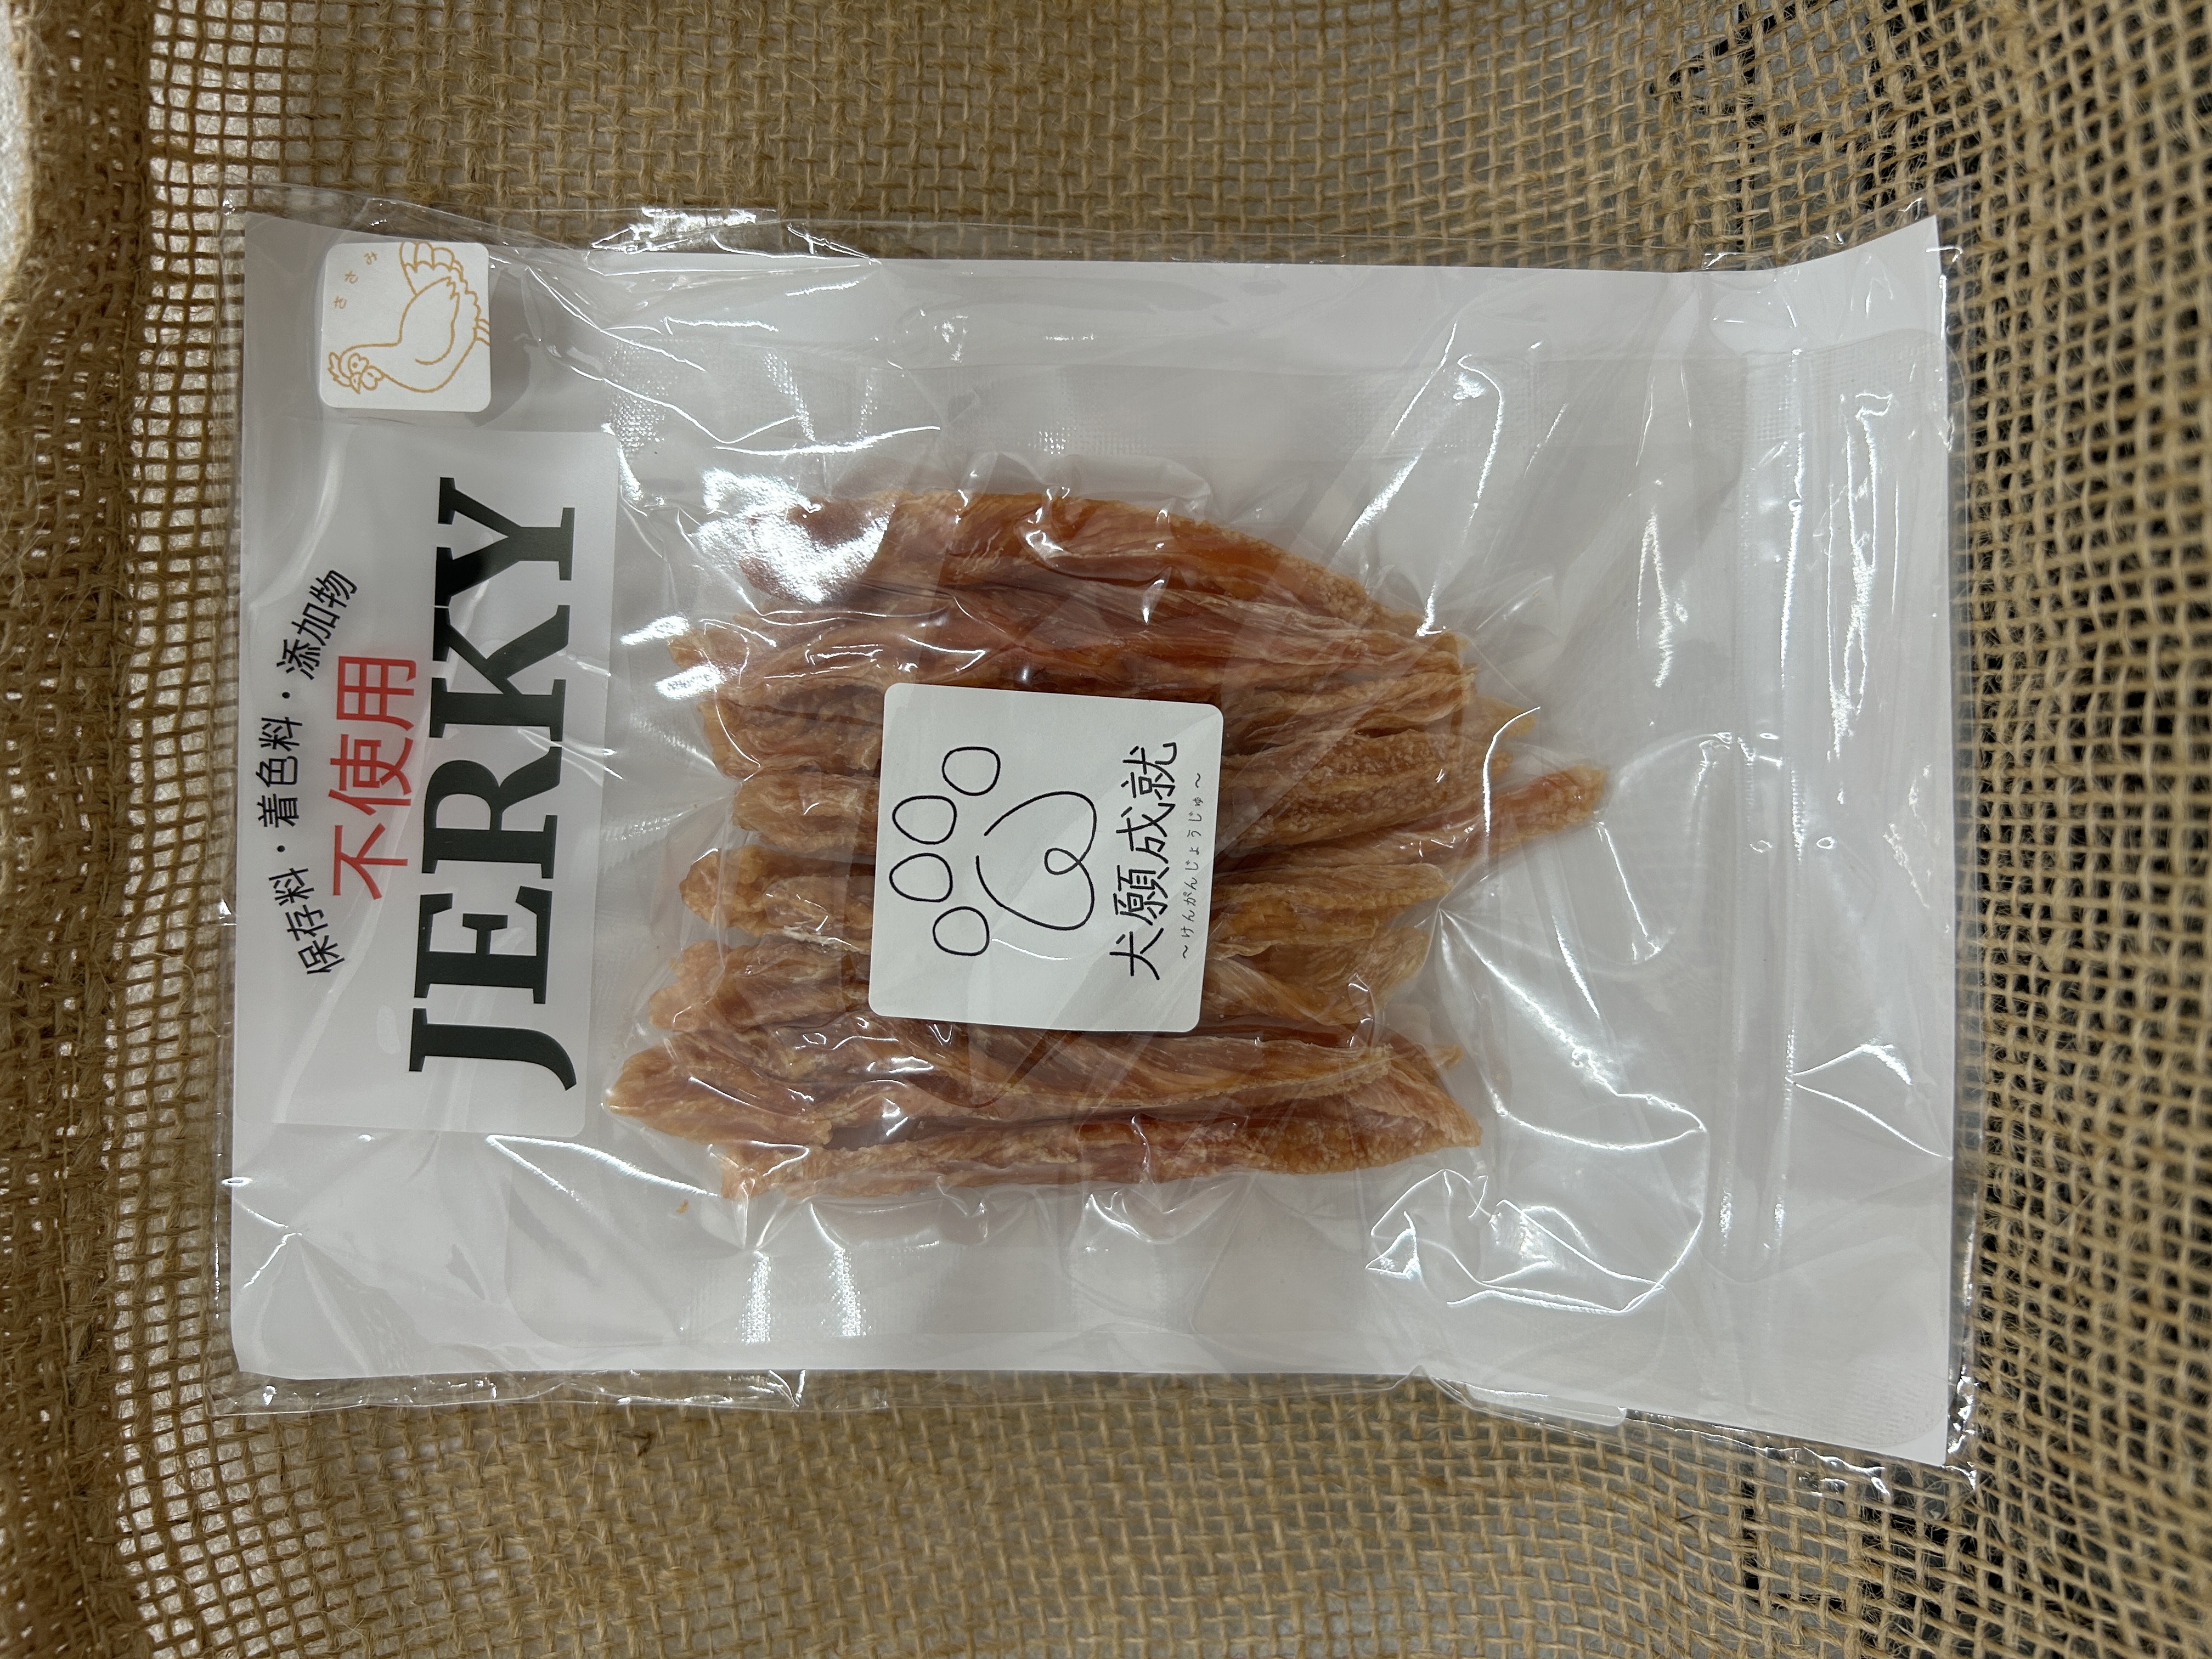 保存料・着色料・添加物
不使用
JERKY
ささみ
犬願成就
～けんがんじょうじゅ～